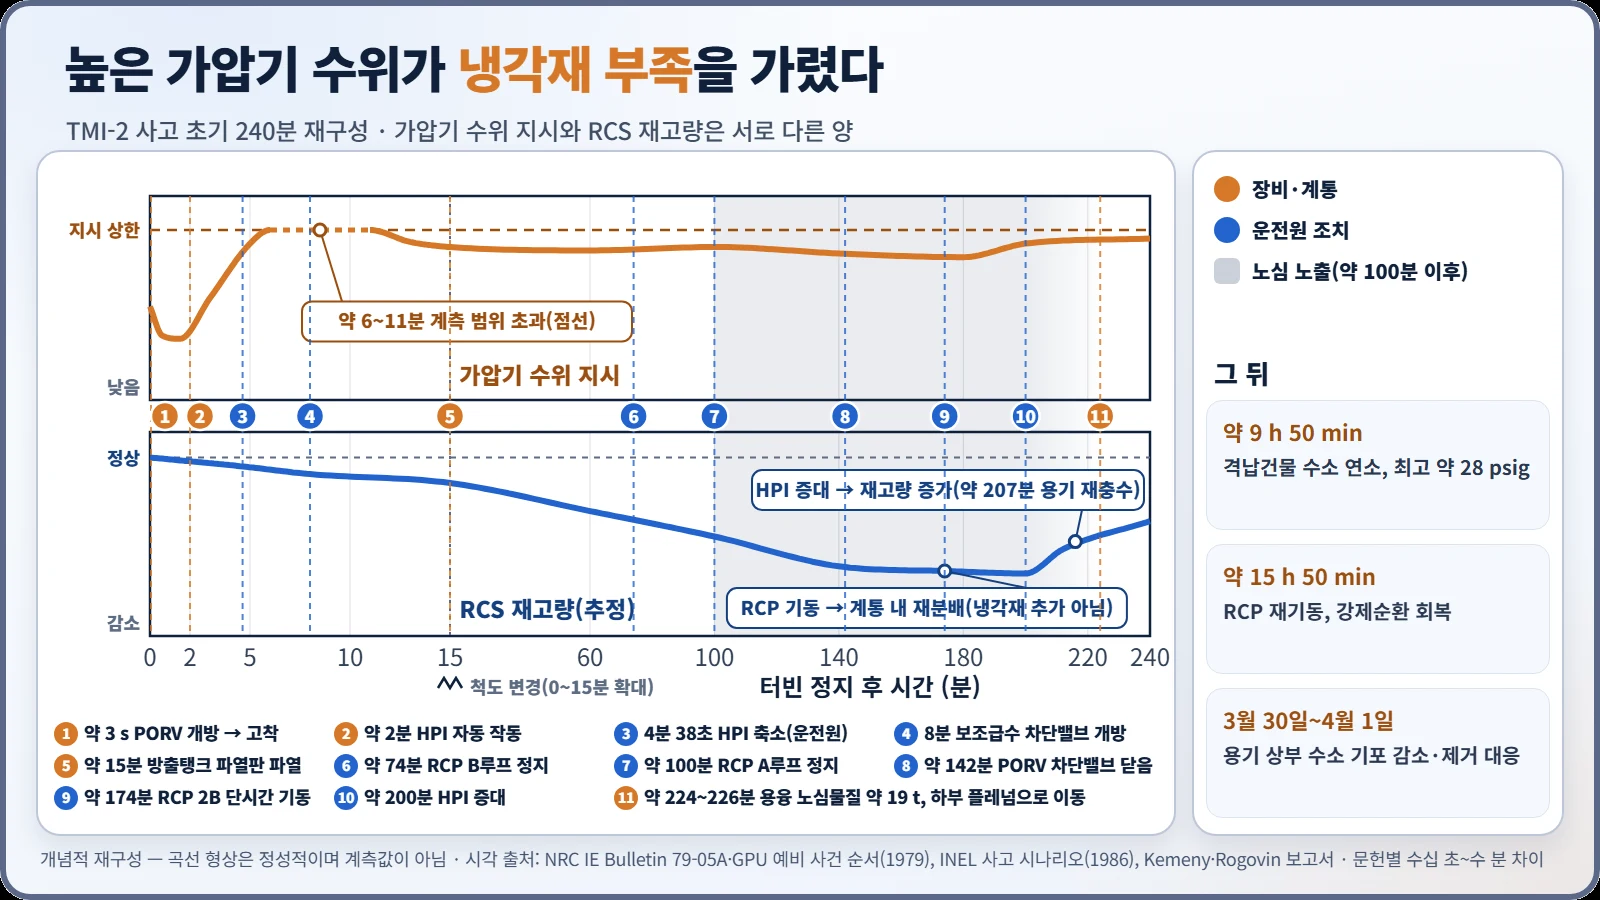 높은 가압기 수위가 냉각재 부족을 가렸다
TMI-2 사고 초기 240분 재구성 · 가압기 수위 지시와 RCS 재고량은 서로 다른 양
지시 상한
약 6~11분 계측 범위 초과(점선)
가압기 수위 지시
낮음
1 2 3 4 5 6 7 8 9 10 11
정상
HPI 증대 → 재고량 증가(약 207분 용기 재충수)
RCP 기동 → 계통 내 재분배(냉각재 추가 아님)
RCS 재고량(추정)
감소
0 2 5 10 15 60 100 140 180 220 240
척도 변경(0~15분 확대)
터빈 정지 후 시간 (분)
1 약 3 s PORV 개방 → 고착
2 약 2분 HPI 자동 작동
3 4분 38초 HPI 축소(운전원)
4 8분 보조급수 차단밸브 개방
5 약 15분 방출탱크 파열판 파열
6 약 74분 RCP B루프 정지
7 약 100분 RCP A루프 정지
8 약 142분 PORV 차단밸브 닫음
9 약 174분 RCP 2B 단시간 기동
10 약 200분 HPI 증대
11 약 224~226분 용융 노심물질 약 19 t, 하부 플레넘으로 이동
장비·계통
운전원 조치
노심 노출(약 100분 이후)
그 뒤
약 9 h 50 min
격납건물 수소 연소, 최고 약 28 psig
약 15 h 50 min
RCP 재기동, 강제순환 회복
3월 30일~4월 1일
용기 상부 수소 기포 감소·제거 대응
개념적 재구성 — 곡선 형상은 정성적이며 계측값이 아님 · 시각 출처: NRC IE Bulletin 79-05A·GPU 예비 사건 순서(1979), INEL 사고 시나리오(1986), Kemeny·Rogovin 보고서 · 문헌별 수십 초~수 분 차이